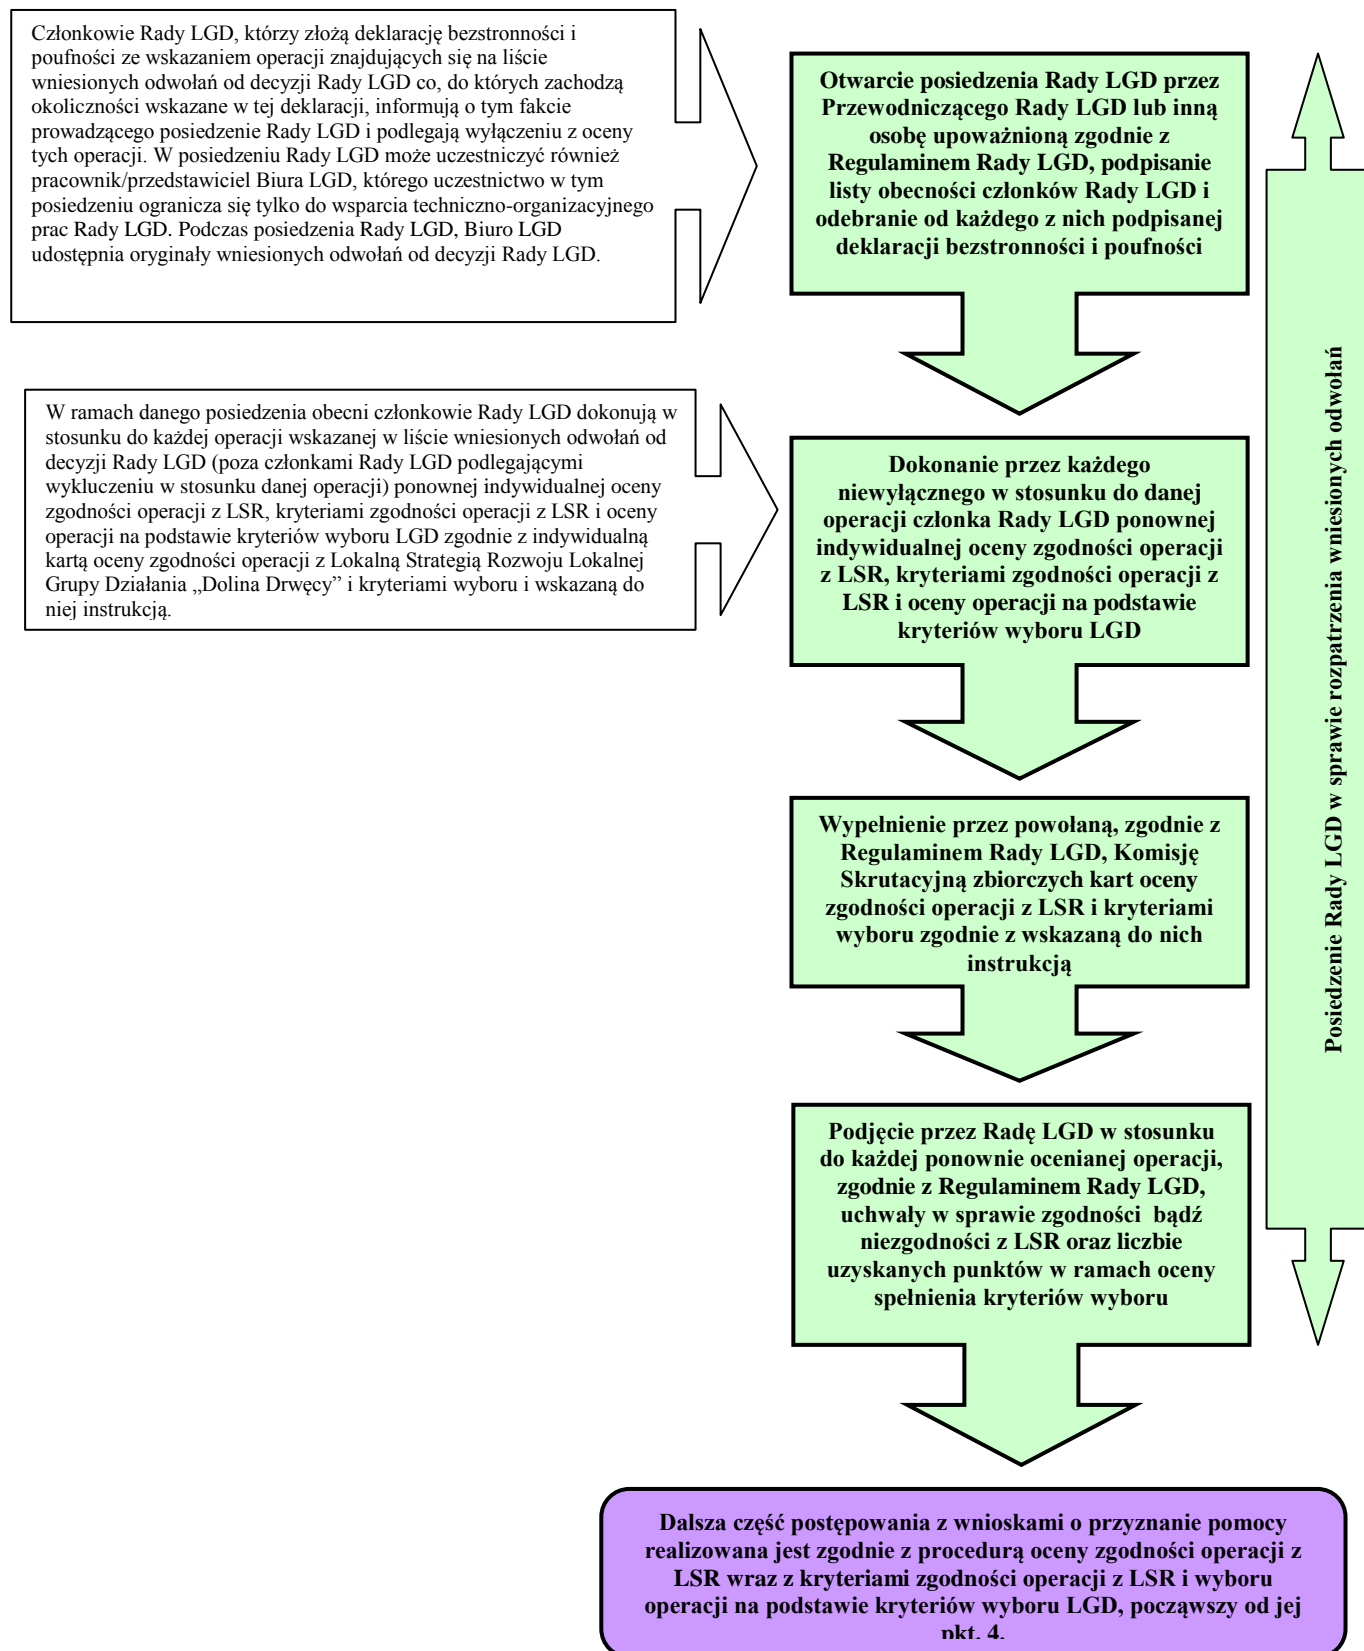 Członkowie Rady LGD, którzy złożą deklarację bezstronności i
poufności ze wskazaniem operacji znajdujących się na liście
wniesionych odwołań od decyzji Rady LGD co, do których zachodzą
okoliczności wskazane w tej deklaracji, informują o tym fakcie
prowadzącego posiedzenie Rady LGD i podlegają wyłączeniu z oceny
tych operacji. W posiedzeniu Rady LGD może uczestniczyć również
pracownik/przedstawiciel Biura LGD, którego uczestnictwo w tym
posiedzeniu ogranicza się tylko do wsparcia techniczno-organizacyjnego
prac Rady LGD. Podczas posiedzenia Rady LGD, Biuro LGD
udostępnia oryginały wniesionych odwołań od decyzji Rady LGD.
Otwarcie posiedzenia Rady LGD przez
Przewodniczącego Rady LGD lub inną
osobę upoważnioną zgodnie z
Regulaminem Rady LGD, podpisanie
listy obecności członków Rady LGD i
odebranie od każdego z nich podpisanej
deklaracji bezstronności i poufności
W ramach danego posiedzenia obecni członkowie Rady LGD dokonują w
stosunku do każdej operacji wskazanej w liście wniesionych odwołań od
decyzji Rady LGD (poza członkami Rady LGD podlegającymi
wykluczeniu w stosunku danej operacji) ponownej indywidualnej oceny
zgodności operacji z LSR, kryteriami zgodności operacji z LSR i oceny
operacji na podstawie kryteriów wyboru LGD zgodnie z indywidualną
kartą oceny zgodności operacji z Lokalną Strategią Rozwoju Lokalnej
Grupy Działania „Dolina Drwęcy” i kryteriami wyboru i wskazaną do
niej instrukcją.
Dokonanie przez każdego
niewyłącznego w stosunku do danej
operacji członka Rady LGD ponownej
indywidualnej oceny zgodności operacji
z LSR, kryteriami zgodności operacji z
LSR i oceny operacji na podstawie
kryteriów wyboru LGD
Wypełnienie przez powołaną, zgodnie z
Regulaminem Rady LGD, Komisję
Skrutacyjną zbiorczych kart oceny
zgodności operacji z LSR i kryteriami
wyboru zgodnie z wskazaną do nich
instrukcją
Podjęcie przez Radę LGD w stosunku
do każdej ponownie ocenianej operacji,
zgodnie z Regulaminem Rady LGD,
uchwały w sprawie zgodności bądź
niezgodności z LSR oraz liczbie
uzyskanych punktów w ramach oceny
spełnienia kryteriów wyboru
Posiedzenie Rady LGD w sprawie rozpatrzenia wniesionych odwołań
Dalsza część postępowania z wnioskami o przyznanie pomocy
realizowana jest zgodnie z procedurą oceny zgodności operacji z
LSR wraz z kryteriami zgodności operacji z LSR i wyboru
operacji na podstawie kryteriów wyboru LGD, począwszy od jej
pkt. 4.